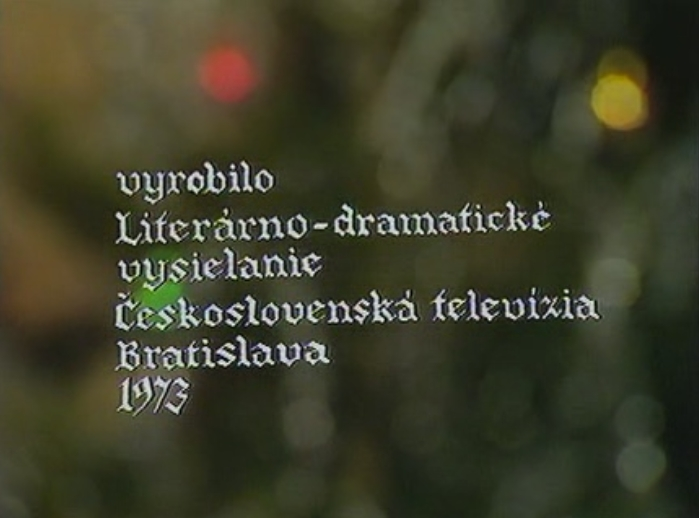 vyrobilo
Literárno-dramatické
vysielanie
Československá televízia
Bratislava
1973